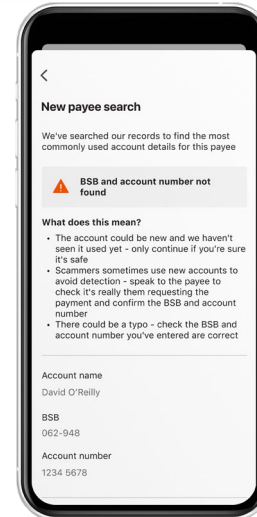 New payee search
We've searched our records to find the most
commonly used account details for this payee
BSB and account number not
found
What does this mean?
• The account could be new and we haven't
seen it used yet - only continue if you're sure
it's safe
• Scammers sometimes use new accounts to
avoid detection - speak to the payee to
check it's really them requesting the
payment and confirm the BSB and account
number
• There could be a typo - check the BSB and
account number you've entered are correct
Account name
David O'Reilly
BSB
062-948
Account number
1234 5678